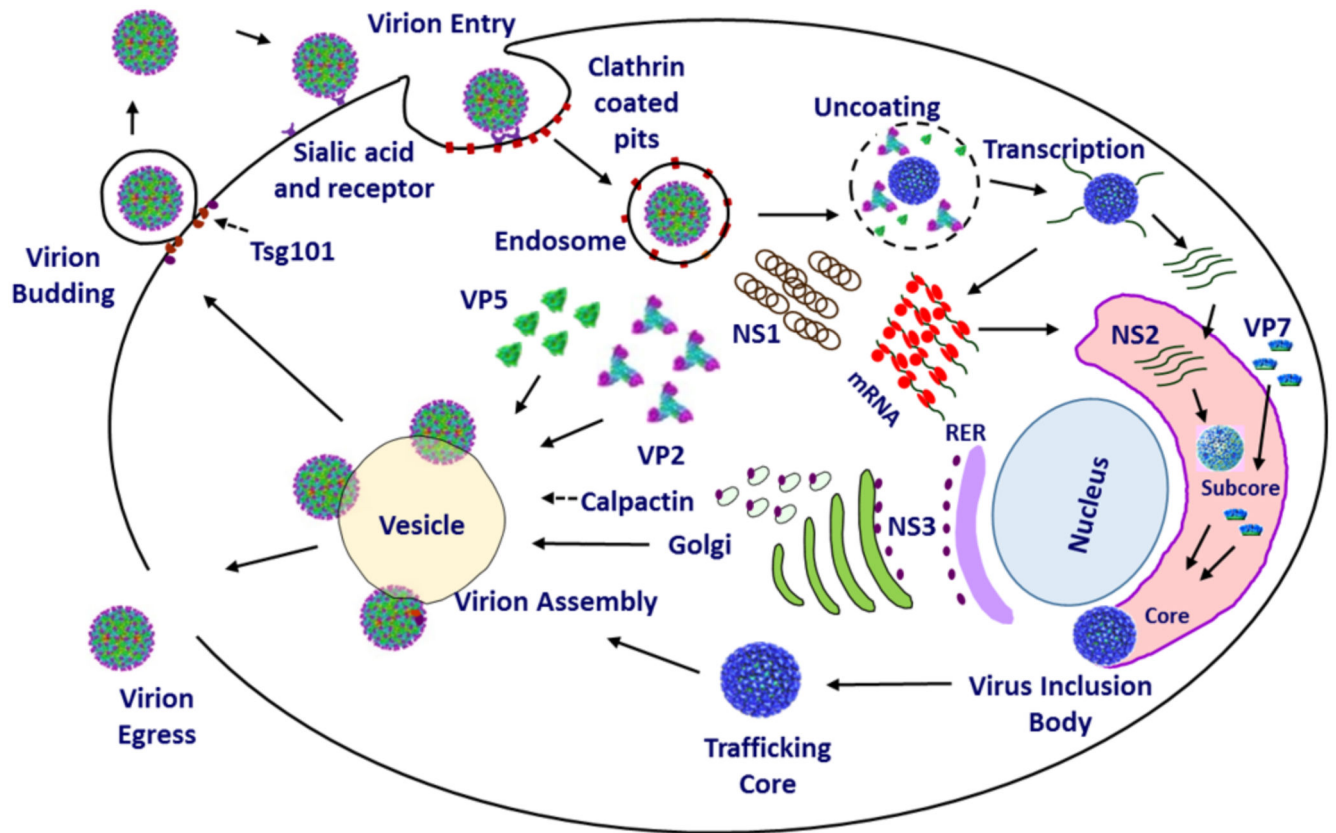 Virion Entry
Clathrin
coated
pits
Uncoating
Transcription
Sialic acid
and receptor
Endosome
Tsg101
Virion
Budding
VP5
NS1
NS2
VP7
mRNA
RER
VP2
Subcore
Calpactin
Vesicle
NS3
Nucleus
Golgi
Virion Assembly
Core
Virus Inclusion
Body
Virion
Egress
Trafficking
Core